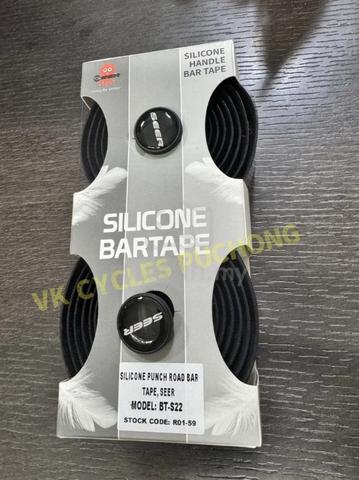 SILICONE
HANDLE
BAR TAPE
SEER
SILICONE
BARTAPE
VK CYCLES PUCHONG
SEER
SILICONE PUNCH ROAD BAR
TAPE, SEER
MODEL: BT-S22
STOCK CODE: R01-59